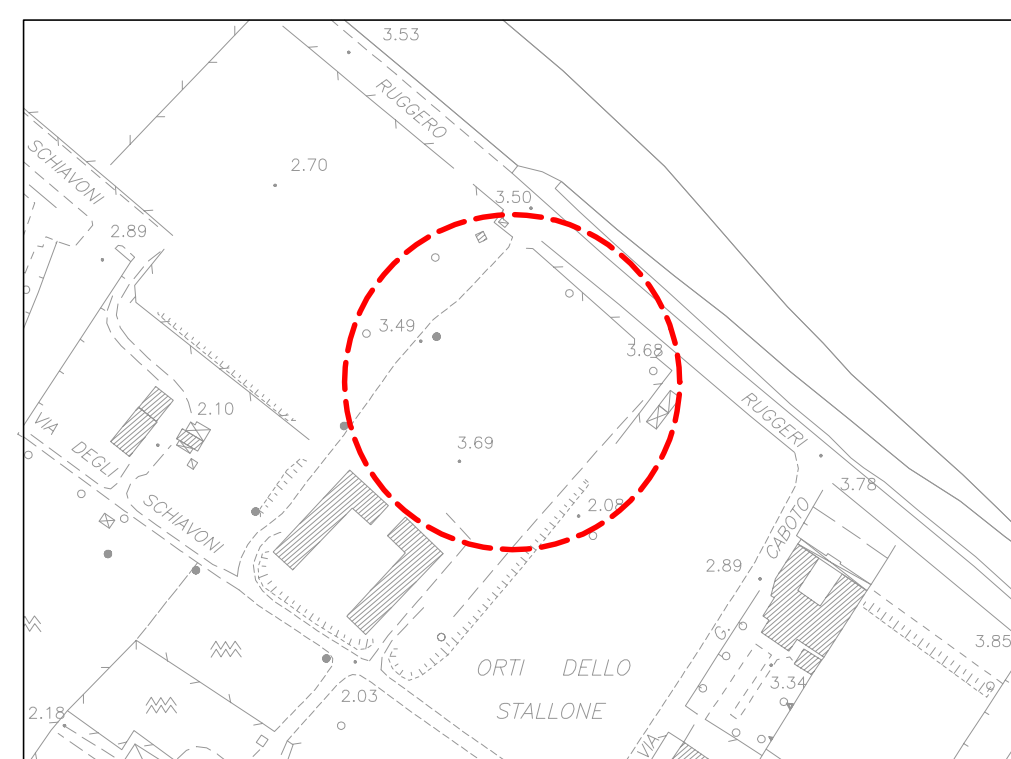 3.53
RUGGERO
SCHIAVONI
2.70
3.50
2.89
3.49
3.68
2.10
RUGGERI
VIA
DEGLI
SCHIAVONI
3.69
3.78
2.08
CABOTO
2.89
G.
3.85
ORTI DELLO
STALLONE
3.34
2.03
2.18
VIA